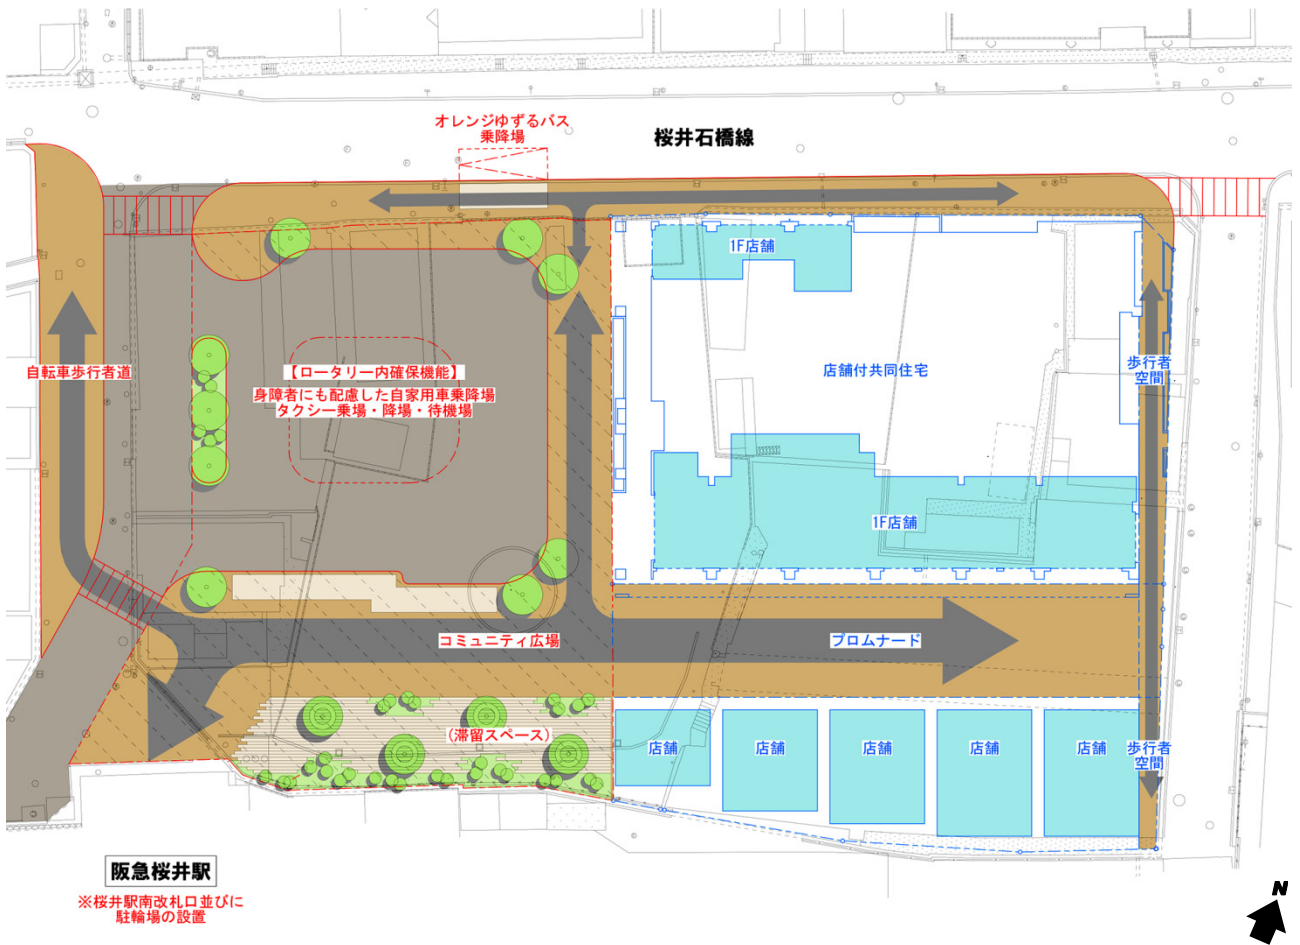 オレンジゆずるバス
乗降場
桜井石橋線
1F店舗
自転車歩行者道
【ロータリー内確保機能】
身障者にも配慮した自家用車乗降場
タクシー乗場・降場・待機場
店舗付共同住宅
歩行者
空間
1F店舗
コミュニティ広場
プロムナード
(滞留スペース)
店舗
店舗
店舗
店舗
店舗
歩行者
空間
阪急桜井駅
※桜井駅南改札口並びに
駐輪場の設置
N